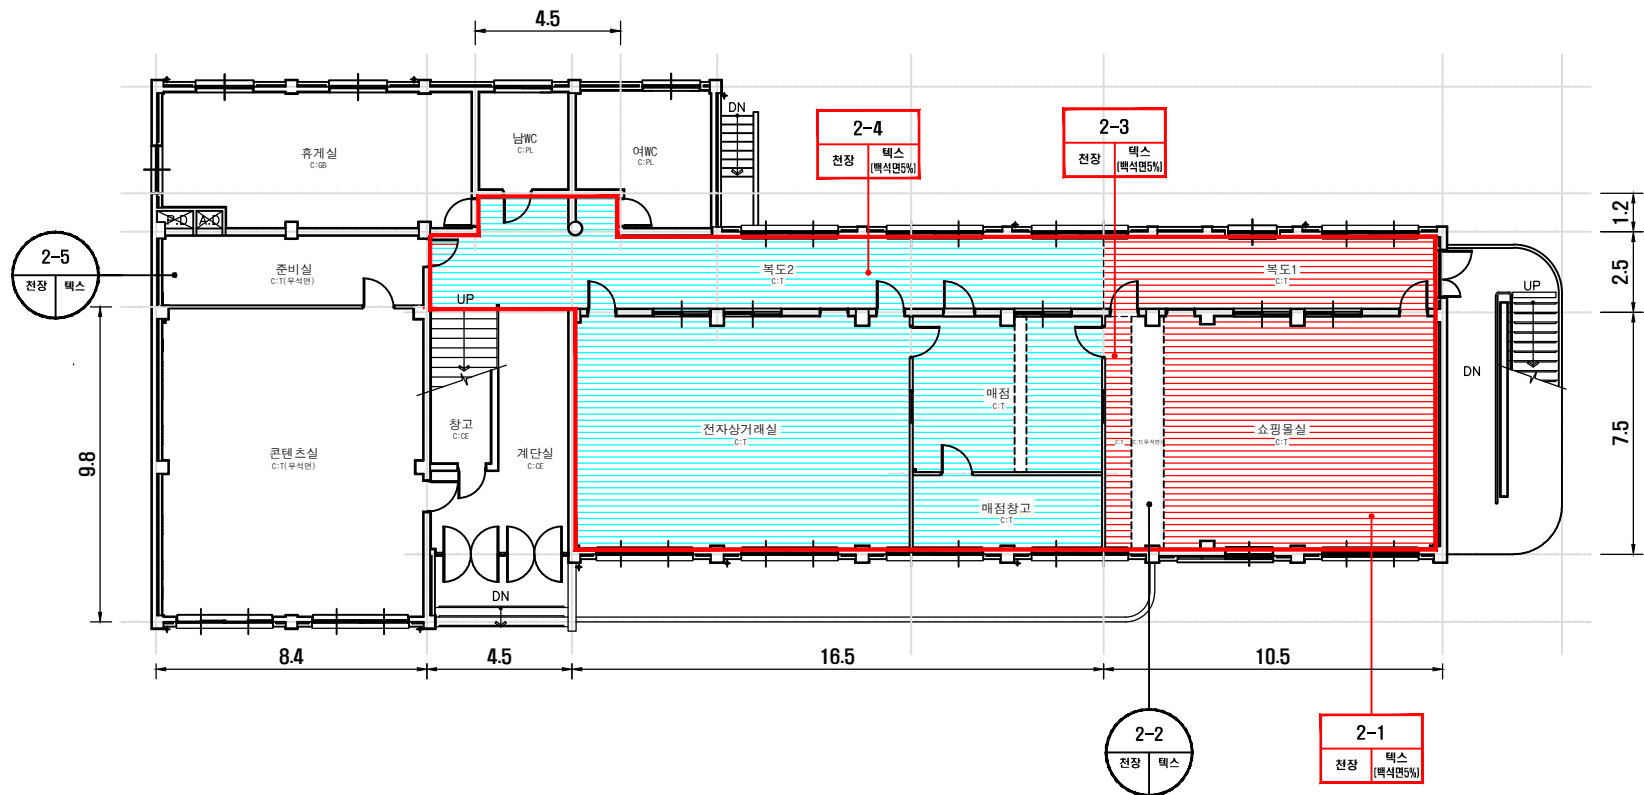 4.5
2-4
천장
텍스
(백석면5%)
2-3
천장
텍스
(백석면5%)
DN
남WC
C:PL
여WC
C:PL
휴게실
C:GB
P.D
A.D
1.2
2-5
천장
텍스
준비실
C:T(무석면)
복도2
C:T
복도1
C:T
2.5
UP
UP
DN
매점
C:T
창고
C:CE
전자상거래실
C:T
쇼핑몰실
C:T
C:T
C:T(무석면)
7.5
콘텐츠실
C:T(무석면)
계단실
C:CE
9.8
매점창고
C:T
DN
8.4
4.5
16.5
10.5
2-2
천장
텍스
2-1
천장
텍스
(백석면5%)